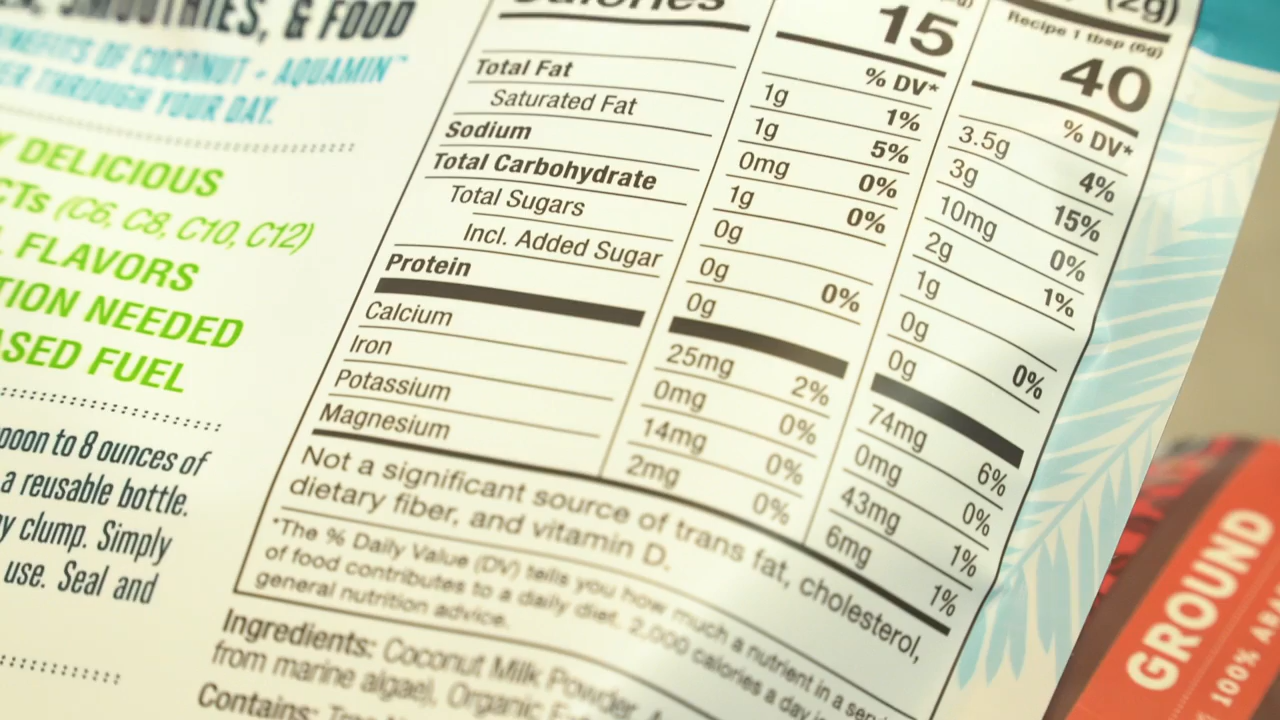 SMOOTHIES, & FOOD
BENEFITS OF COCONUT - AQUAMIN™
THROUGH YOUR DAY.
DELICIOUS
CTs (C6, C8, C10, C12)
FLAVORS
TION NEEDED
ASED FUEL
poon to 8 ounces of
a reusable bottle.
y clump. Simply
use. Seal and
Calories 15 40
(2g)
Recipe 1 tbsp (6g)
% DV* % DV*
Total Fat 1g 1% 3.5g 4%
Saturated Fat 1g 5% 3g 15%
Sodium 0mg 0% 10mg 0%
Total Carbohydrate 1g 0% 2g 1%
Total Sugars 0g 1g
Incl. Added Sugar 0g 0% 0g 0%
Protein 0g 0g
Calcium 25mg 2% 74mg 6%
Iron 0mg 0% 0mg 0%
Potassium 14mg 0% 43mg 1%
Magnesium 2mg 0% 6mg 1%
Not a significant source of trans fat, cholesterol,
dietary fiber, and vitamin D.
*The % Daily Value (DV) tells you how much a nutrient in a serv
of food contributes to a daily diet. 2,000 calories a day is
general nutrition advice.
Ingredients: Coconut Milk Powder
from marine algae), Organic
Contains:
GROUND
100% ARA